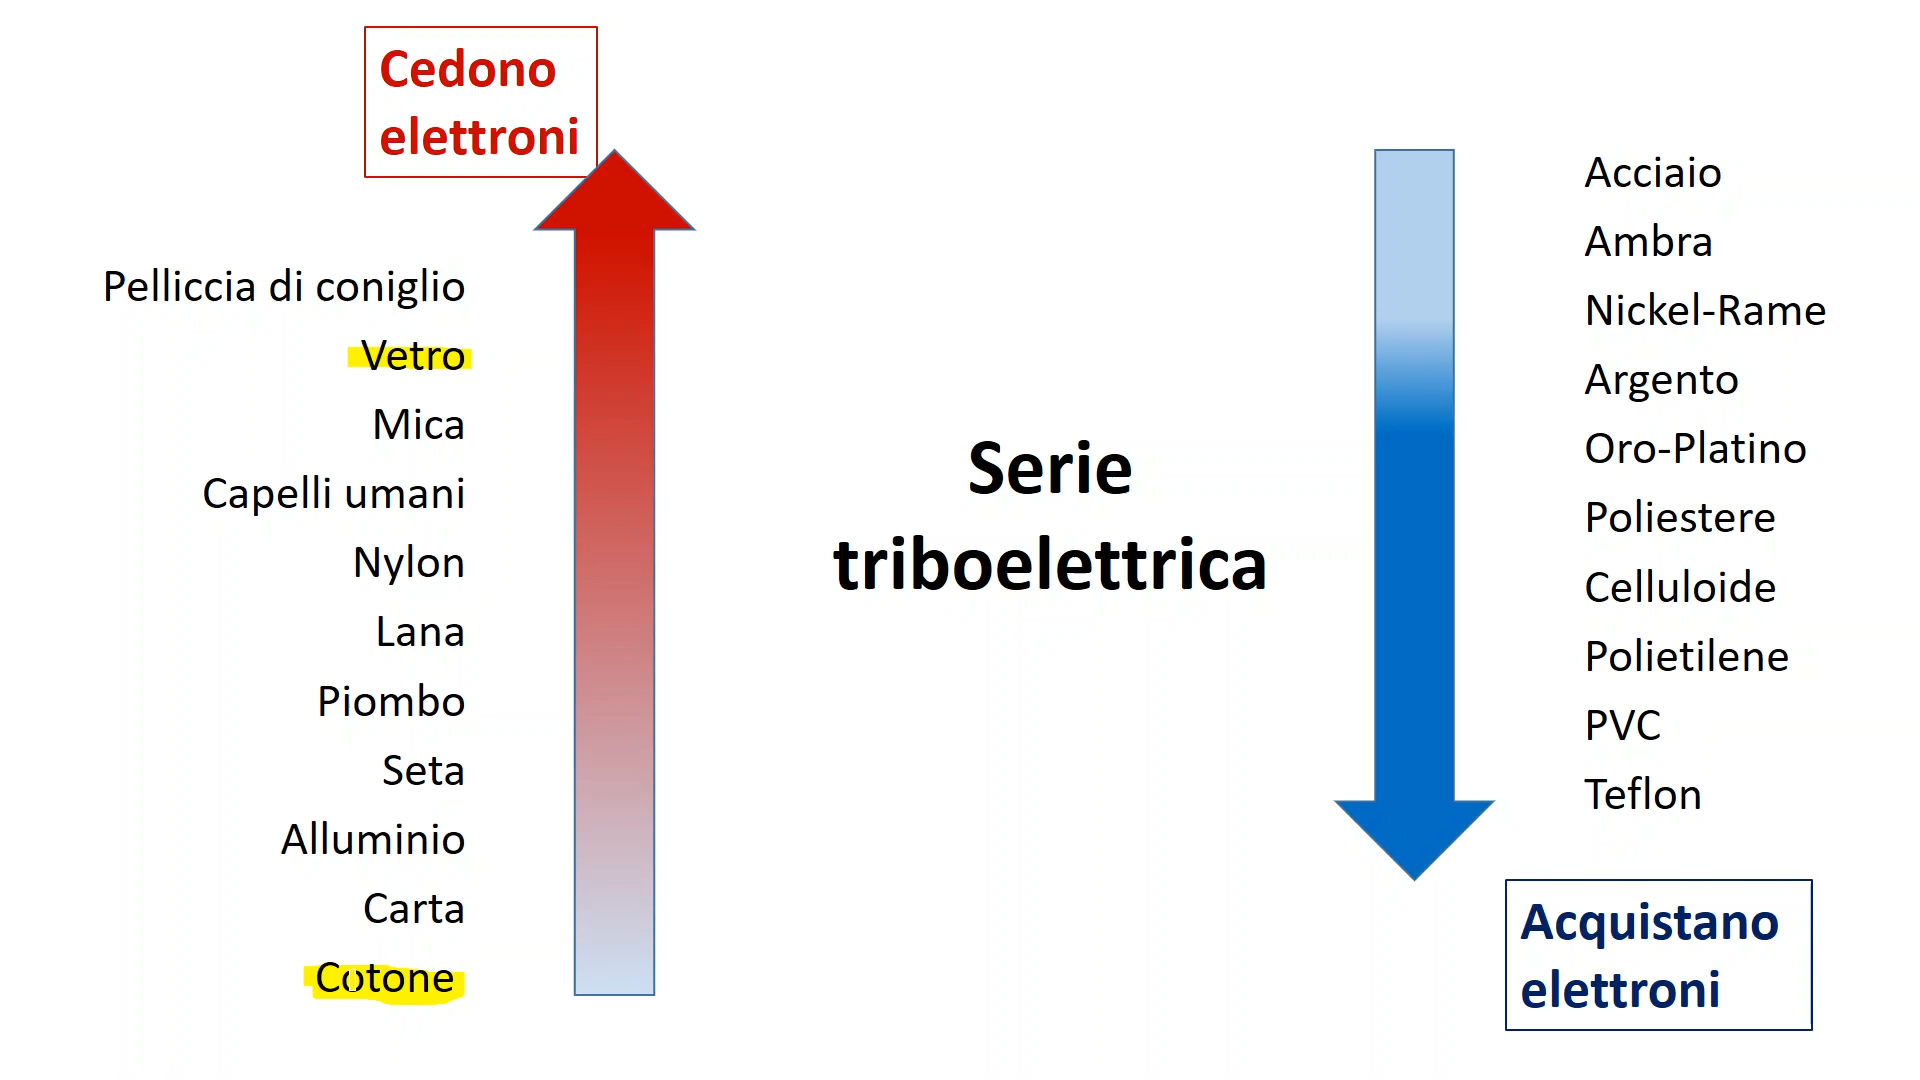 Cedono
elettroni
Pelliccia di coniglio
Vetro
Mica
Capelli umani
Nylon
Lana
Piombo
Seta
Alluminio
Carta
Cotone
Serie
triboelettrica
Acciaio
Ambra
Nickel-Rame
Argento
Oro-Platino
Poliestere
Celluloide
Polietilene
PVC
Teflon
Acquistano
elettroni